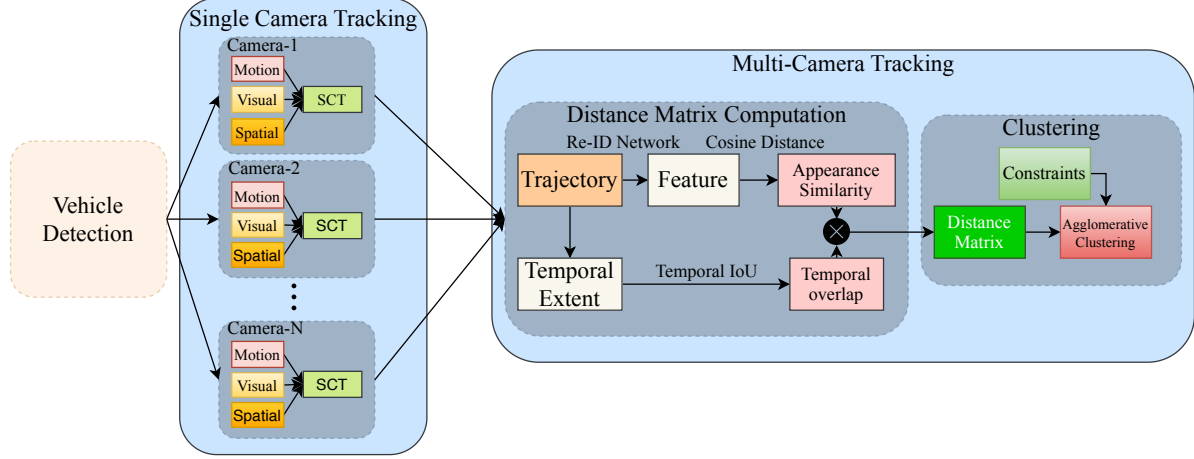 Single Camera Tracking
Camera-1
Motion
Visual
Spatial
SCT
Camera-2
Motion
Visual
Spatial
SCT
Camera-N
Motion
Visual
Spatial
SCT
Vehicle
Detection
Multi-Camera Tracking
Distance Matrix Computation
Re-ID Network
Cosine Distance
Trajectory
Feature
Appearance
Similarity
Temporal
Extent
Temporal IoU
Temporal
overlap
Clustering
Constraints
Distance
Matrix
Agglomerative
Clustering